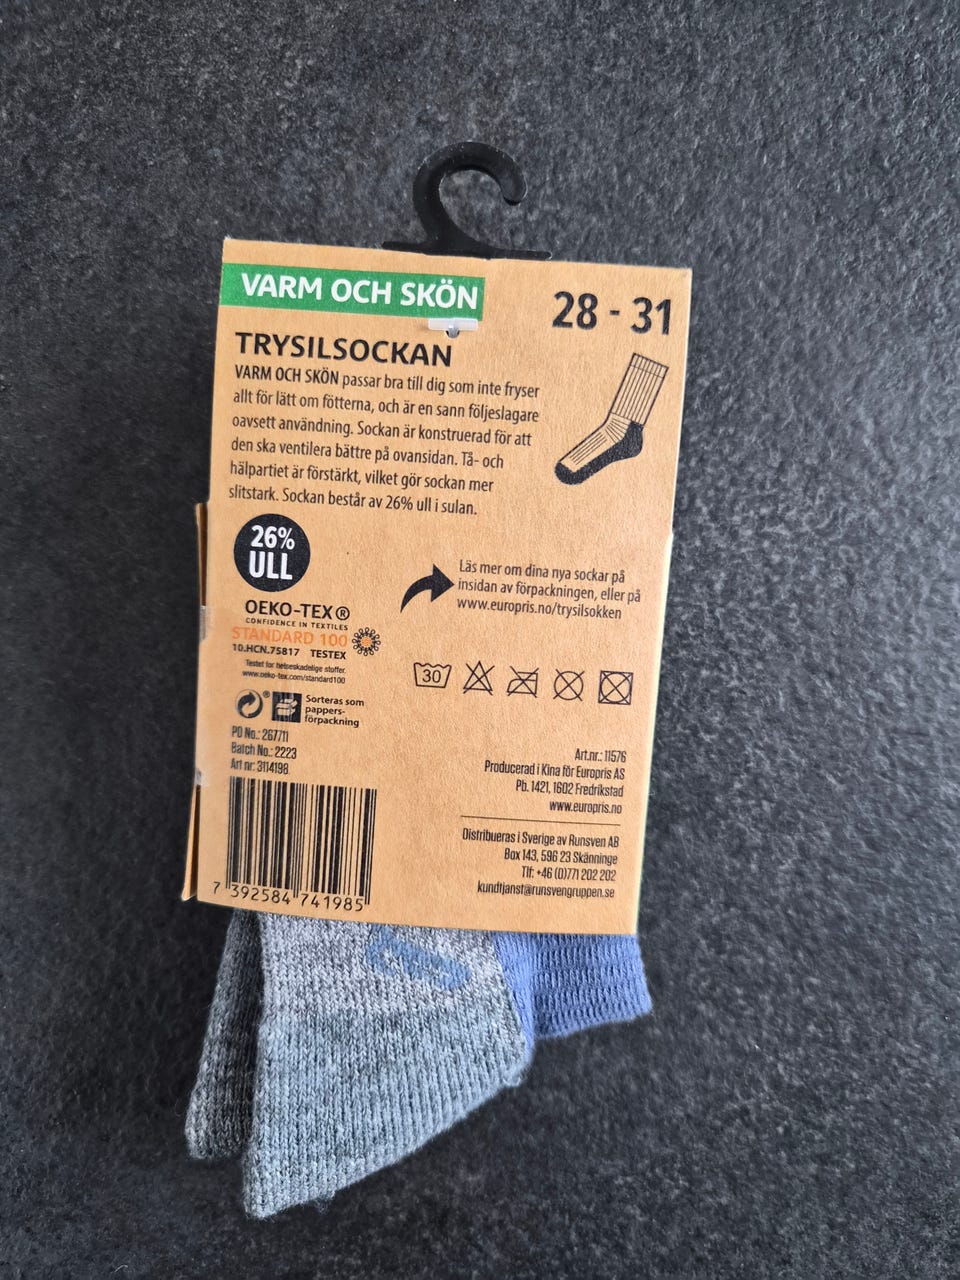 VARM OCH SKÖN
28 - 31
TRYSILSOCKAN
VARM OCH SKÖN passar bra till dig som inte fryser
allt för lätt om fötterna, och är en sann följeslagare
oavsett användning. Sockan är konstruerad för att
den ska ventilera bättre på ovansidan. Tå- och
hälpartiet är förstärkt, vilket gör sockan mer
slitstark. Sockan består av 26% ull i sulan.
26%
ULL
Läs mer om dina nya sockar på
insidan av förpackningen, eller på
www.europris.no/trysilsokken
OEKO-TEX®
CONFIDENCE IN TEXTILES
STANDARD 100
10.HCN.75817 TESTEX
Testet for helseskadelige stoffer.
www.oeko-tex.com/standard100
30
®
Sorteras som
pappers-
förpackning
PO No.: 267711
Batch No.: 2223
Art nr: 3114198
7 392584 741985
Art.nr.: 11576
Producerad i Kina för Europris AS
Pb. 1421, 1602 Fredrikstad
www.europris.no
Distribueras i Sverige av Runsven AB
Box 143, 596 23 Skänninge
Tlf: +46 (0)771 202 202
kundtjanst@runsvengruppen.se